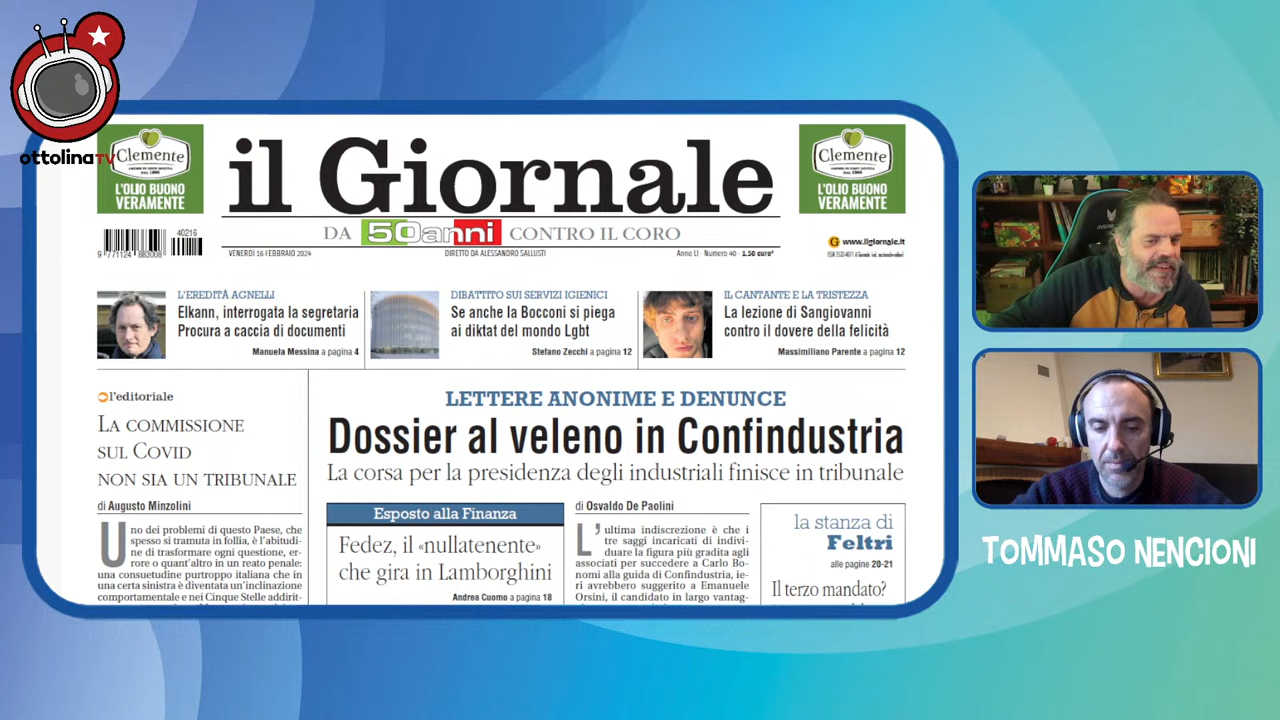 ottolina TV
Clemente
L'OLIO BUONO
VERAMENTE
il Giornale
Clemente
L'OLIO BUONO
VERAMENTE
40216
9 771124 883008
DA 50anni CONTRO IL CORO
G www.ilgiornale.it
VENERDÌ 16 FEBBRAIO 2024
DIRETTO DA ALESSANDRO SALLUSTI
Anno LI - Numero 40 - 1.50 euro*
L'EREDITÀ AGNELLI
Elkann, interrogata la segretaria
Procura a caccia di documenti
Manuela Messina a pagina 4
DIBATTITO SUI SERVIZI IGIENICI
Se anche la Bocconi si piega
ai diktat del mondo Lgbt
Stefano Zecchi a pagina 12
IL CANTANTE E LA TRISTEZZA
La lezione di Sangiovanni
contro il dovere della felicità
Massimiliano Parente a pagina 12
l'editoriale
LA COMMISSIONE
SUL COVID
NON SIA UN TRIBUNALE
di Augusto Minzolini
Uno dei problemi di questo Paese, che
spesso si tramuta in follia, è l'abitudi-
ne di trasformare ogni questione, er-
rore o quant'altro in un reato penale:
una consuetudine purtroppo italiana che in
una certa sinistra è diventata un'inclinazione
comportamentale e nei Cinque Stelle addirit-
LETTERE ANONIME E DENUNCE
Dossier al veleno in Confindustria
La corsa per la presidenza degli industriali finisce in tribunale
Esposto alla Finanza
Fedez, il «nullatenente»
che gira in Lamborghini
Andrea Cuomo a pagina 18
di Osvaldo De Paolini
L'ultima indiscrezione è che i
tre saggi incaricati di indivi-
duare la figura più gradita agli
associati per succedere a Carlo Bo-
nomi alla guida di Confindustria, ie-
ri avrebbero suggerito a Emanuele
Orsini, il candidato in largo vantag-
la stanza di
Feltri
alle pagine 20-21
Il terzo mandato?
TOMMASO NENCIONI